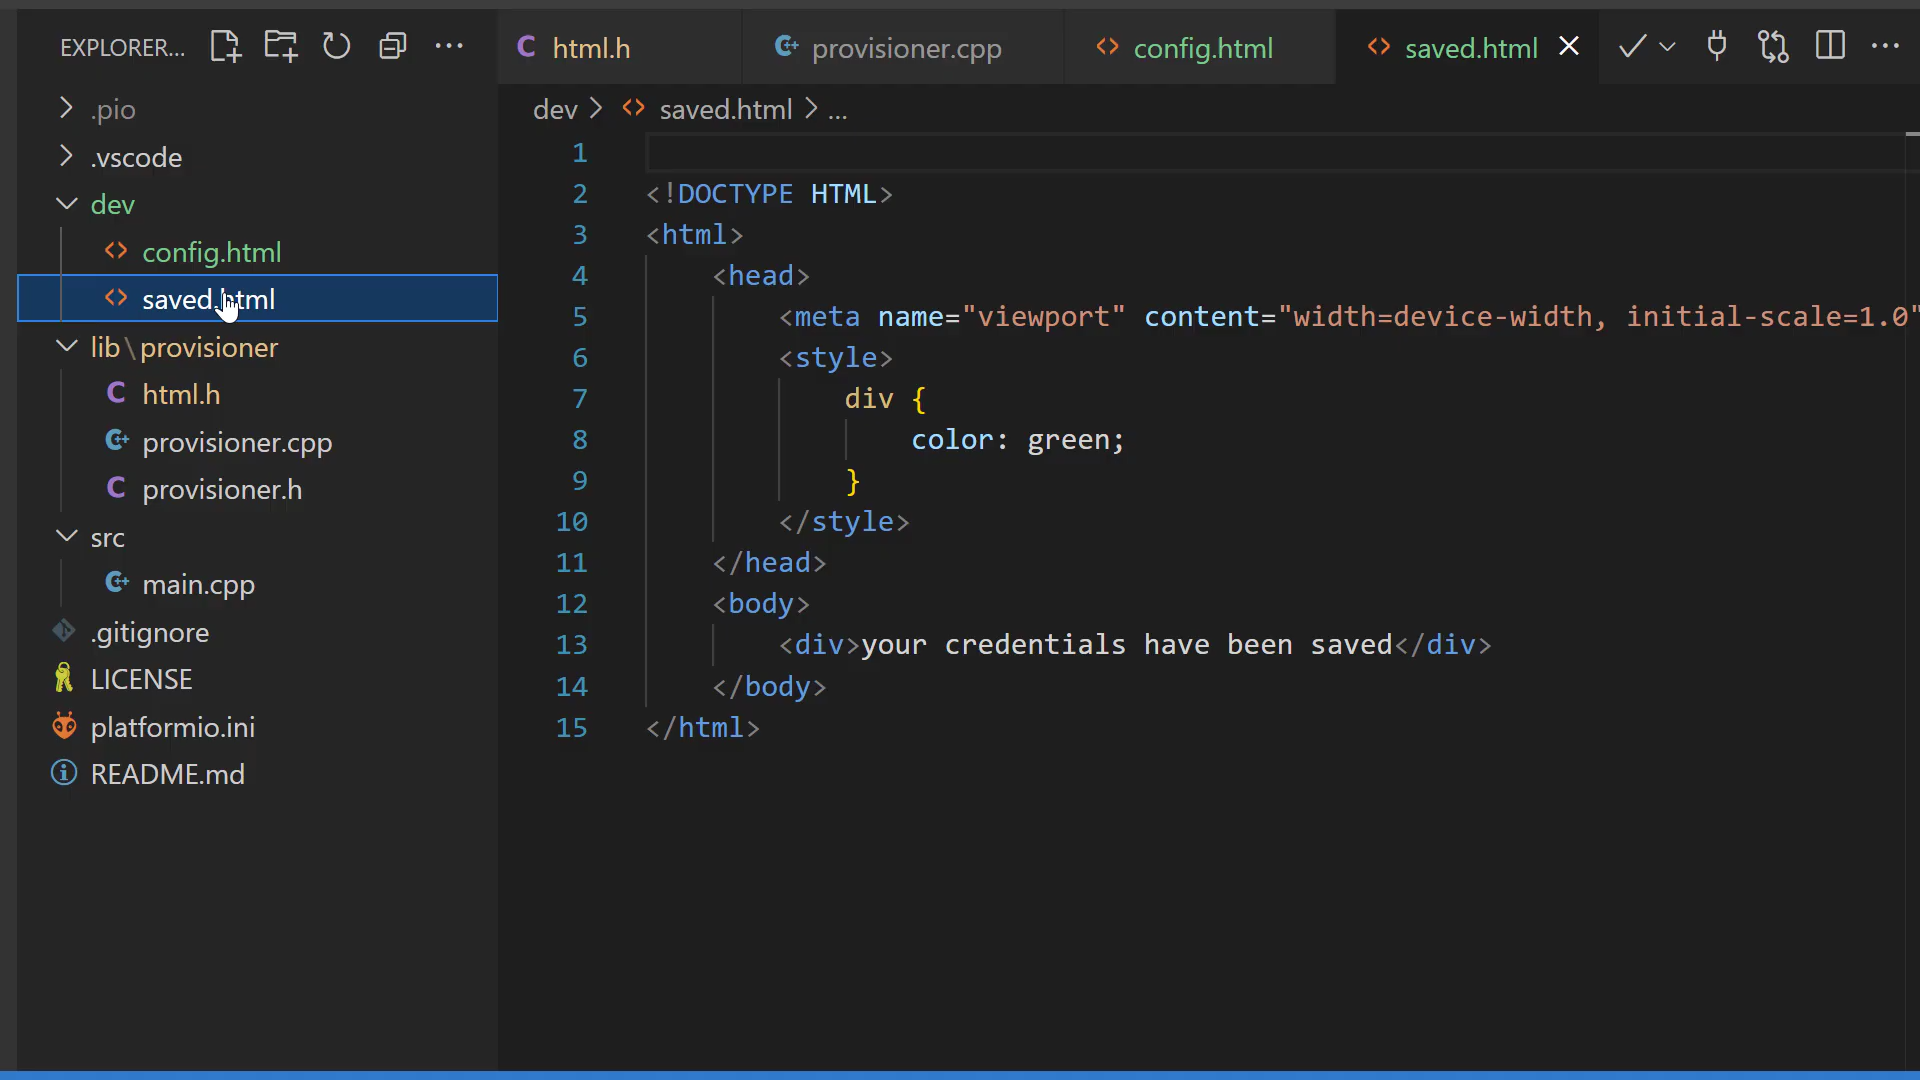 EXPLORER...
.pio
.vscode
dev
config.html
saved.html
lib\provisioner
html.h
provisioner.cpp
provisioner.h
src
main.cpp
.gitignore
LICENSE
platformio.ini
README.md
html.h
provisioner.cpp
config.html
saved.html
dev > saved.html > ...
1
2 <!DOCTYPE HTML>
3 <html>
4 <head>
5 <meta name="viewport" content="width=device-width, initial-scale=1.0"
6 <style>
7 div {
8 color: green;
9 }
10 </style>
11 </head>
12 <body>
13 <div>your credentials have been saved</div>
14 </body>
15 </html>